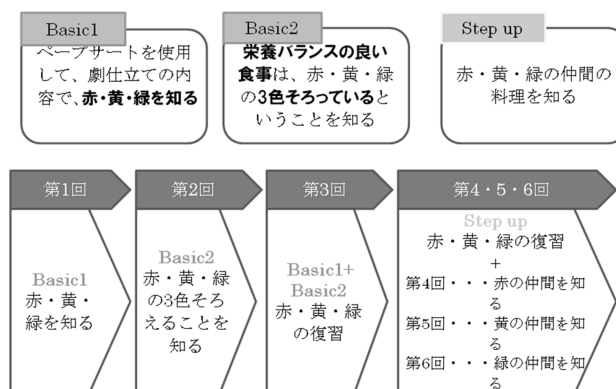 Basic1
ペープサートを使用
して、劇仕立ての内
容で、赤・黄・緑を知る
Basic2
栄養バランスの良い
食事は、赤・黄・緑
の3色そろっていると
いうことを知る
Step up
赤・黄・緑の仲間の
料理を知る
第1回
Basic1
赤・黄・
緑を知る
第2回
Basic2
赤・黄・緑
の3色そろ
えることを
知る
第3回
Basic1+
Basic2
赤・黄・緑
の復習
第4・5・6回
Step up
赤・黄・緑の復習
+
第4回・・・赤の仲間を知
る
第5回・・・黄の仲間を知
る
第6回・・・緑の仲間を知
る